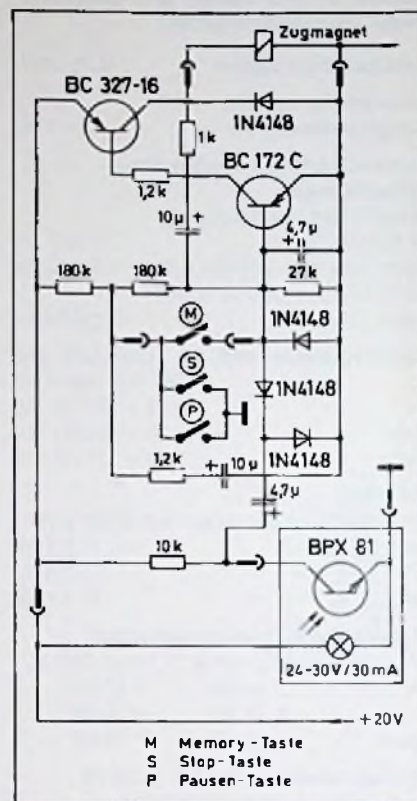 Zugmagnet
BC 327-16
1N4148
1k
BC 172 C
1,2k
10µ +
4,7µ
+
180k
180k
27k
M
1N4148
S
1N4148
P
1,2k
+ 10µ
1N4148
4,7µ
+
10k
BPX 81
24-30V/30mA
+20V
M Memory-Taste
S Stop-Taste
P Pausen-Taste